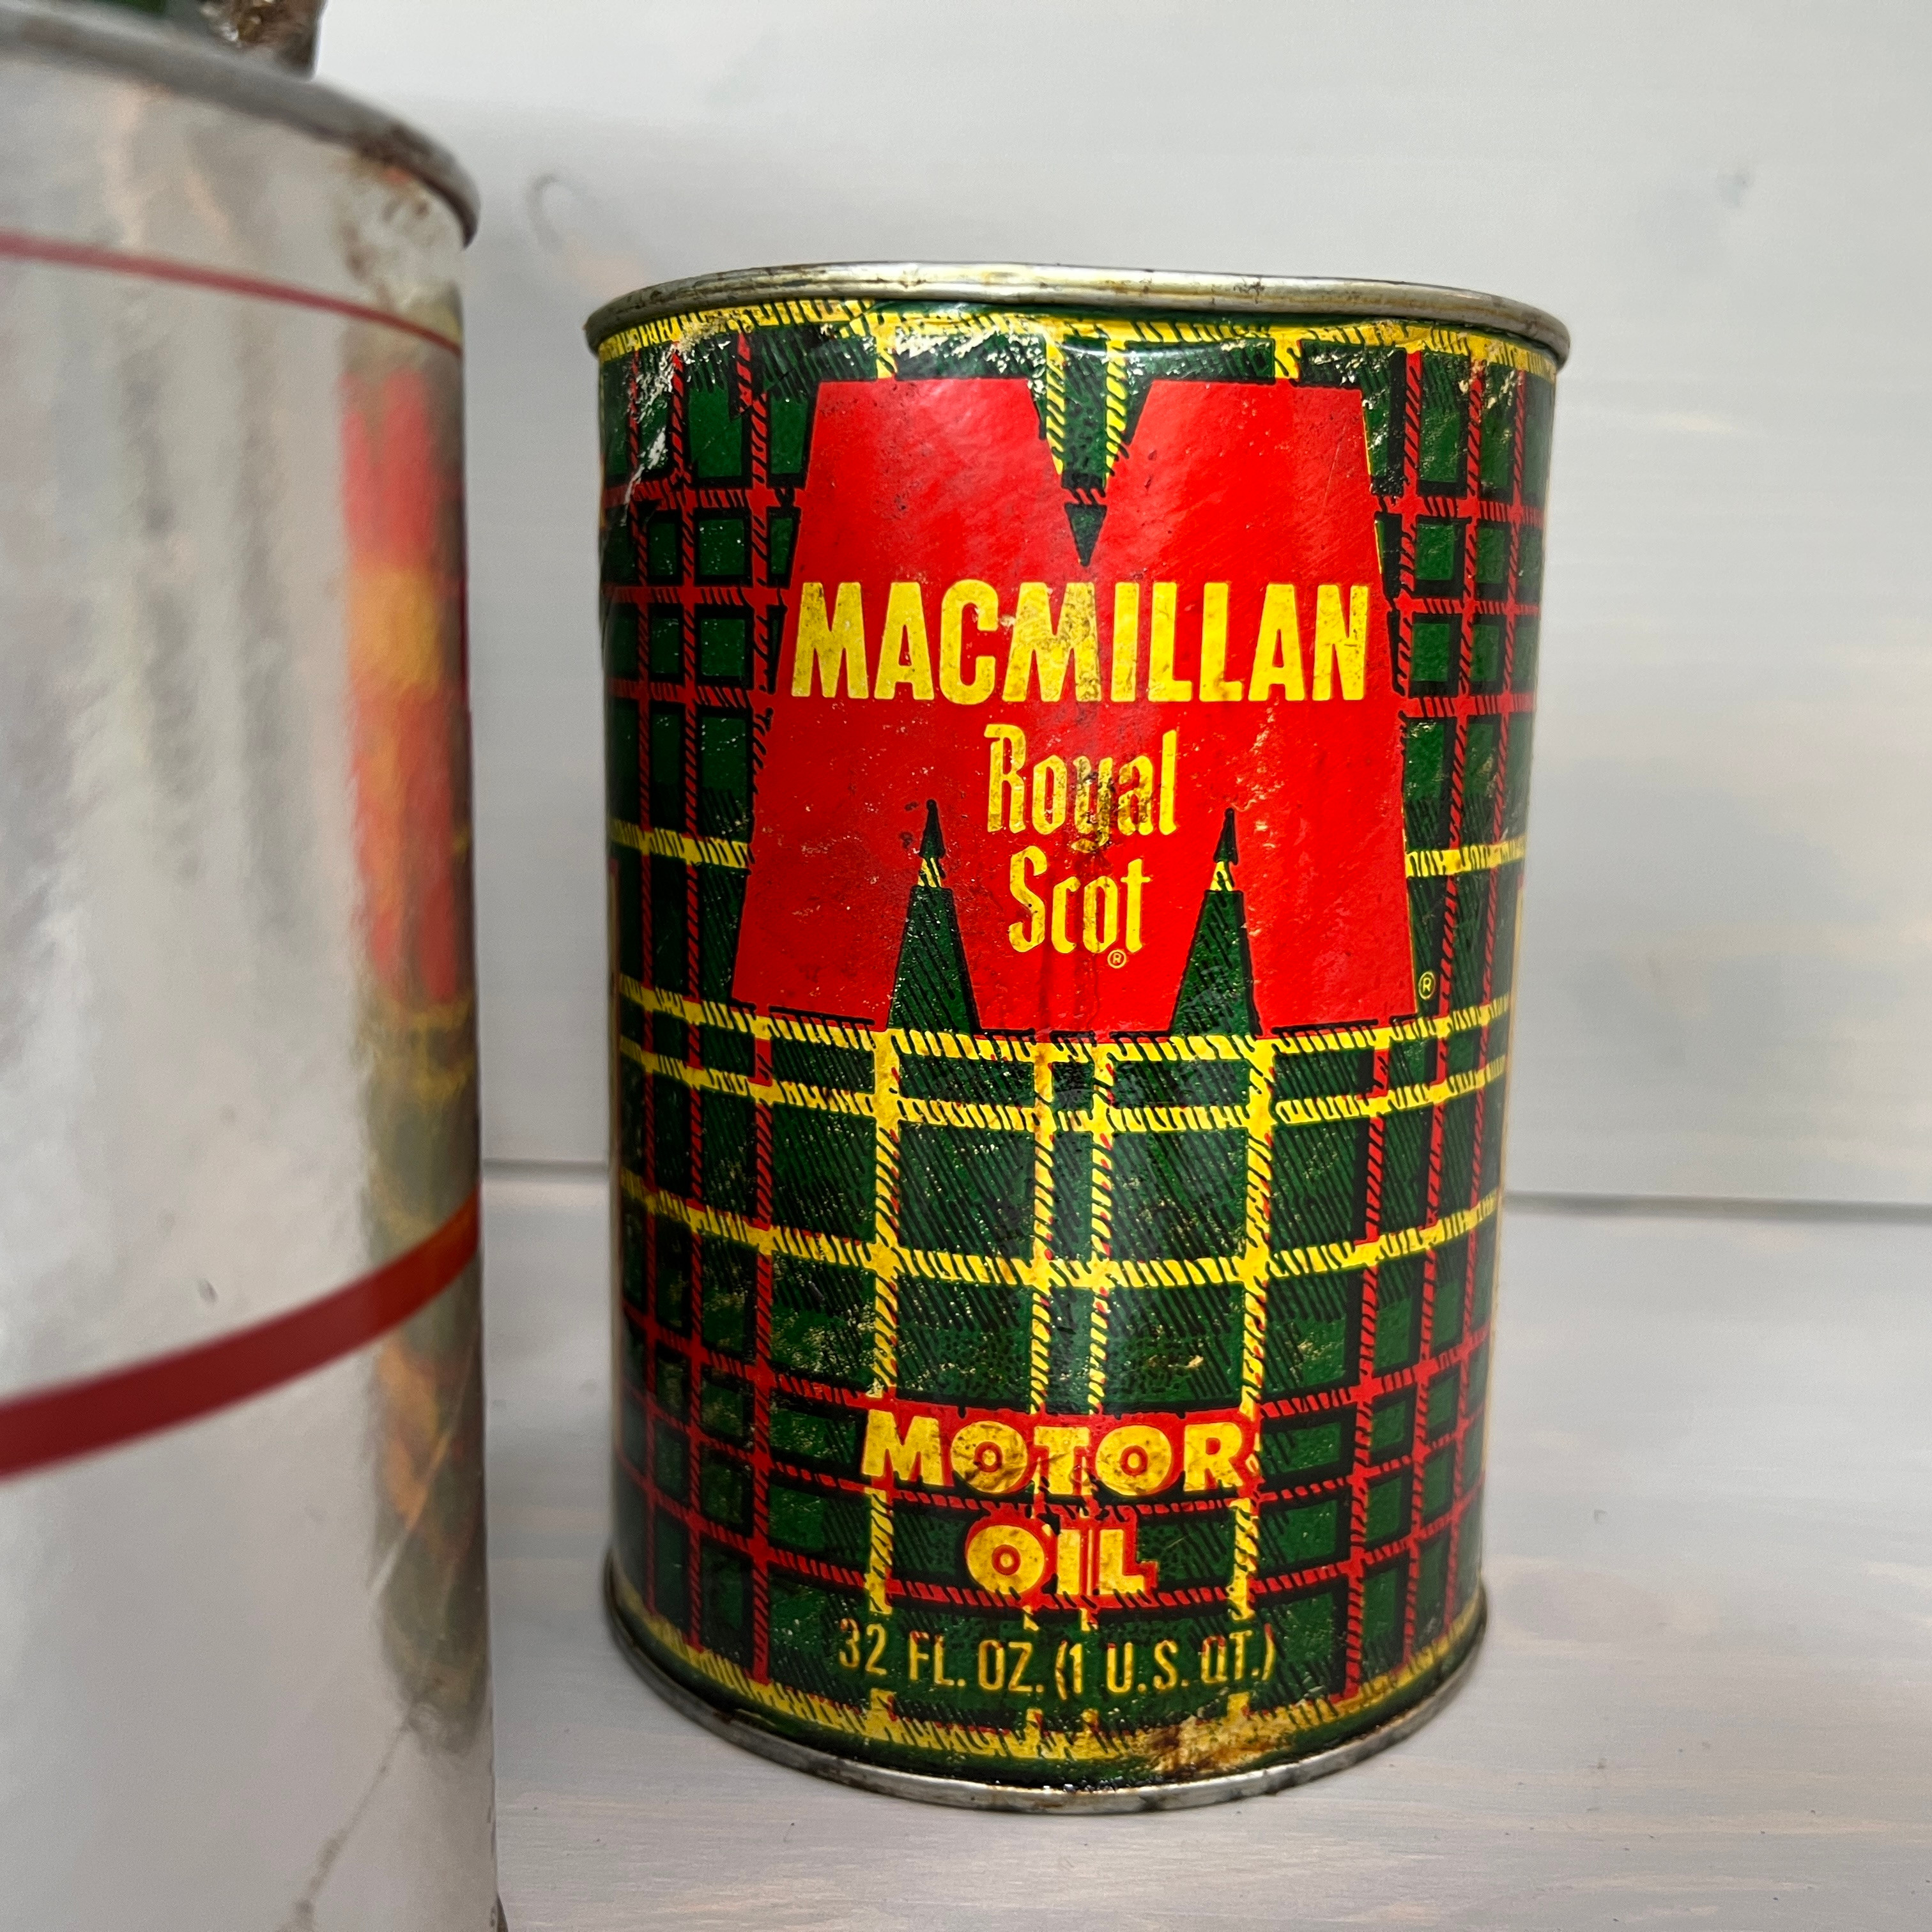 MACMILLAN
Royal
Scot
®
®
MOTOR
OIL
32 FL. OZ. (1 U.S. QT.)